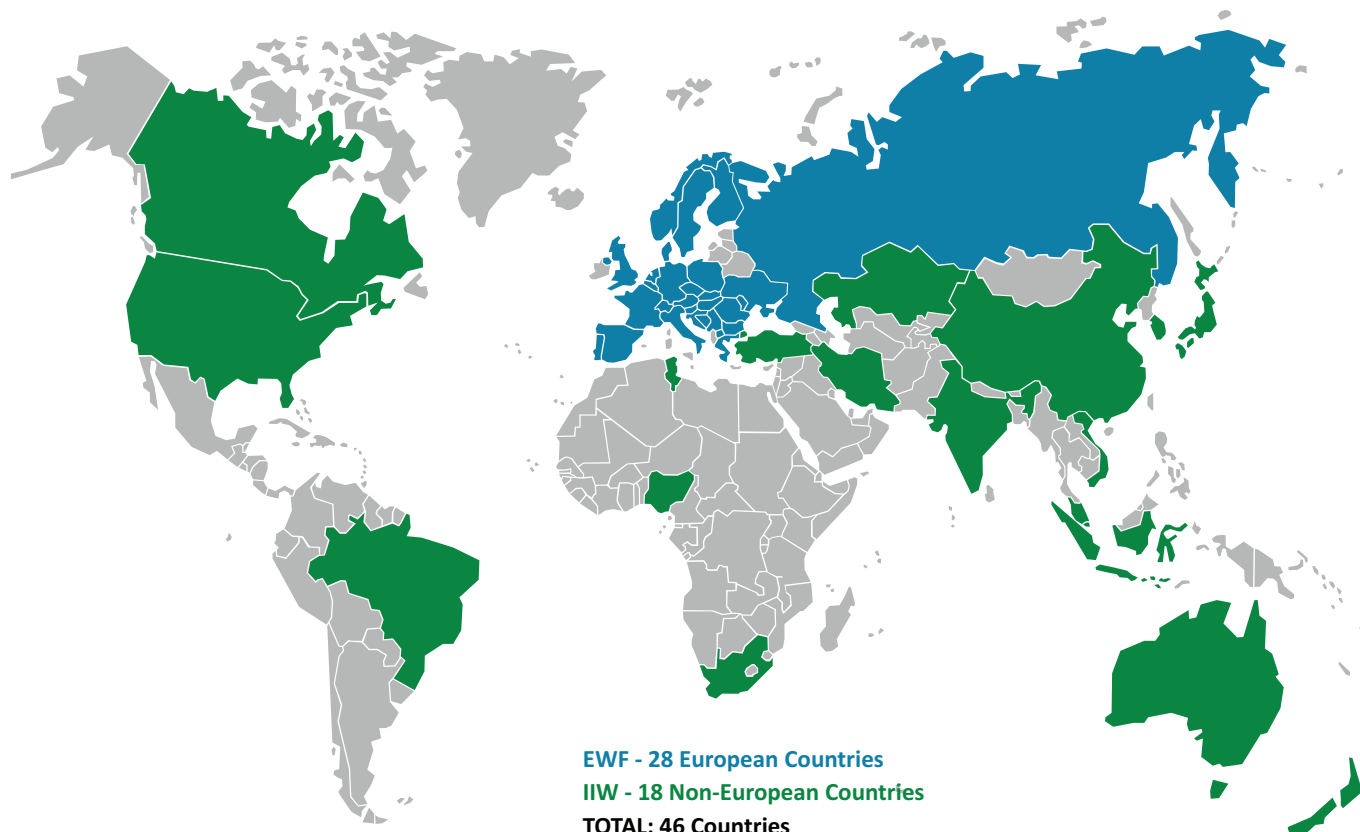 EWF - 28 European Countries
IIW - 18 Non-European Countries
TOTAL: 46 Countries